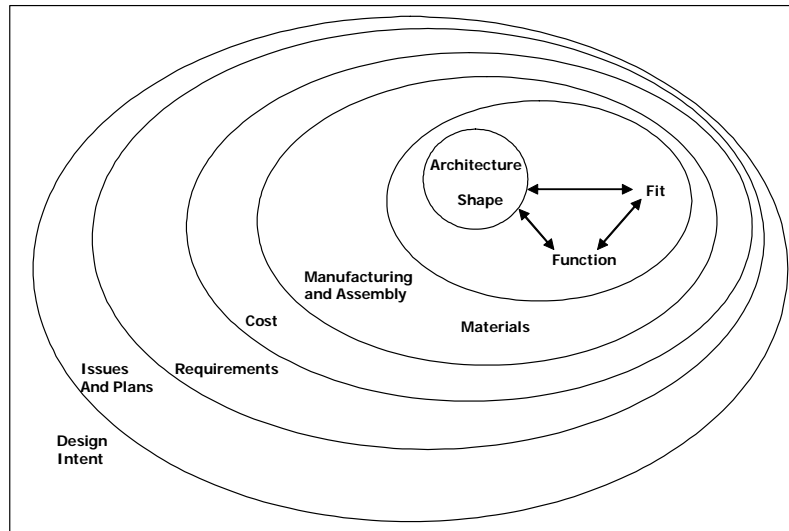 Architecture
Shape
Fit
Function
Manufacturing
and Assembly
Materials
Cost
Requirements
Issues
And Plans
Design
Intent